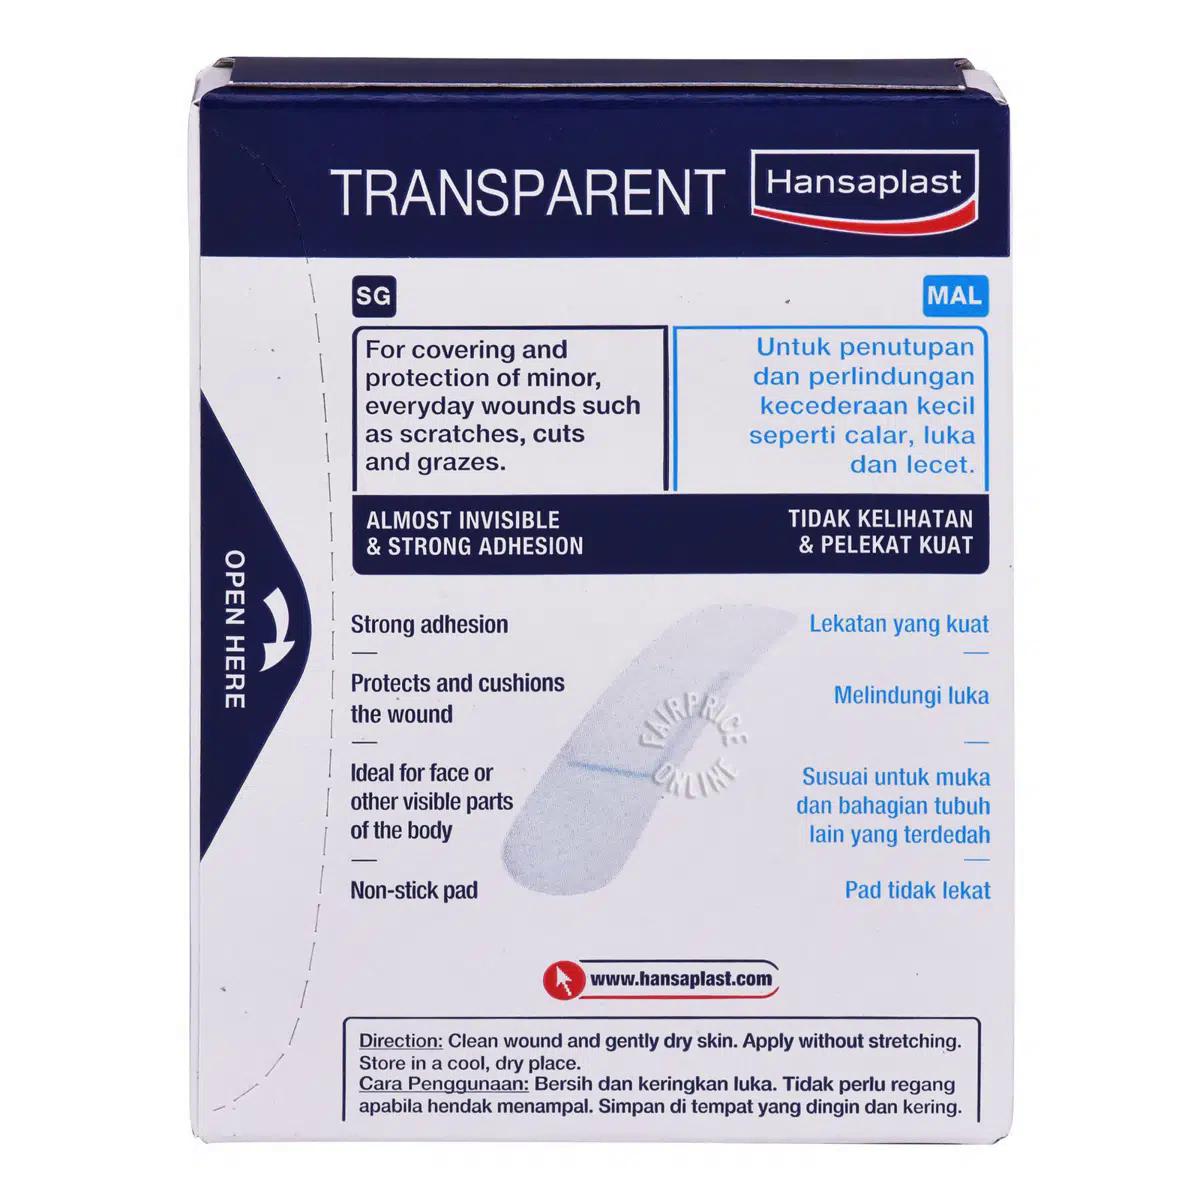 TRANSPARENT
Hansaplast
SG
For covering and
protection of minor,
everyday wounds such
as scratches, cuts
and grazes.
MAL
Untuk penutupan
dan perlindungan
kecederaan kecil
seperti calar, luka
dan lecet.
ALMOST INVISIBLE
& STRONG ADHESION
TIDAK KELIHATAN
& PELEKAT KUAT
OPEN HERE
Strong adhesion
Protects and cushions
the wound
Ideal for face or
other visible parts
of the body
Non-stick pad
Lekatan yang kuat
Melindungi luka
Susuai untuk muka
dan bahagian tubuh
lain yang terdedah
Pad tidak lekat
FAIRPRICE
ONLINE
www.hansaplast.com
Direction: Clean wound and gently dry skin. Apply without stretching.
Store in a cool, dry place.
Cara Penggunaan: Bersih dan keringkan luka. Tidak perlu regang
apabila hendak menampal. Simpan di tempat yang dingin dan kering.